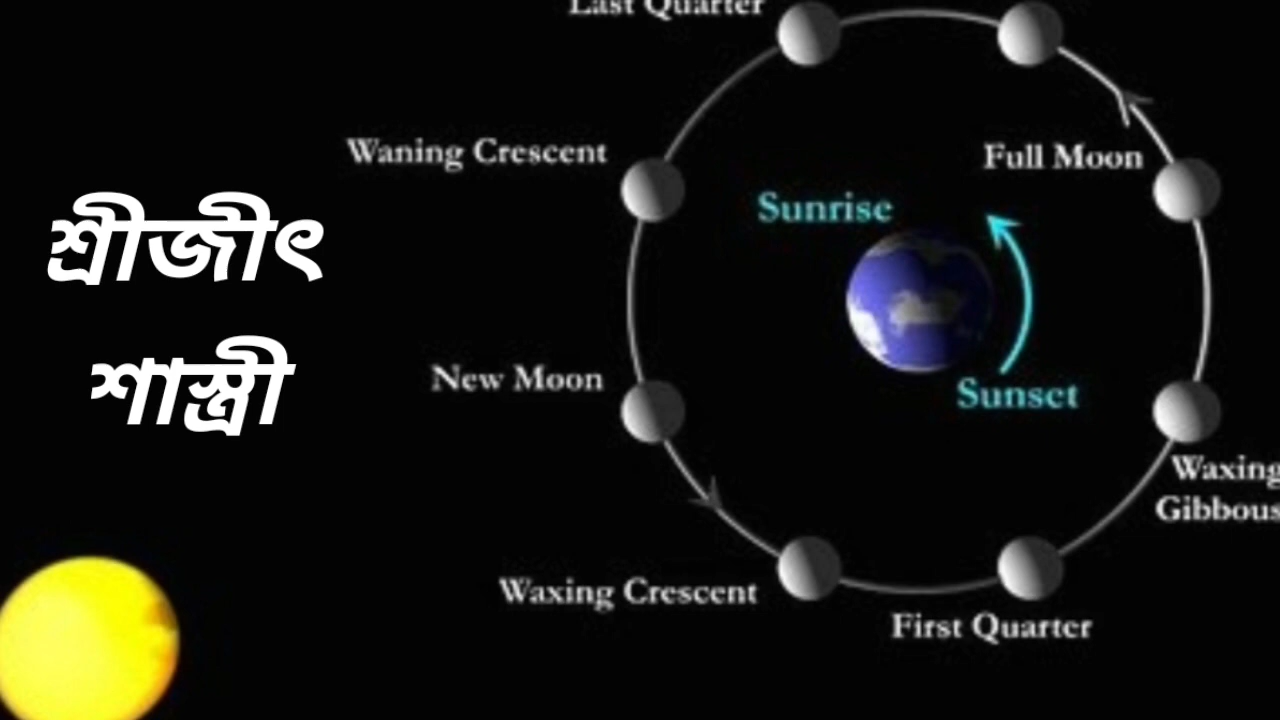 Last Quarter
Waning Crescent
Full Moon
Sunrise
শ্রীজীৎ
শাস্ত্রী
New Moon
Sunset
Waxing
Gibbous
Waxing Crescent
First Quarter